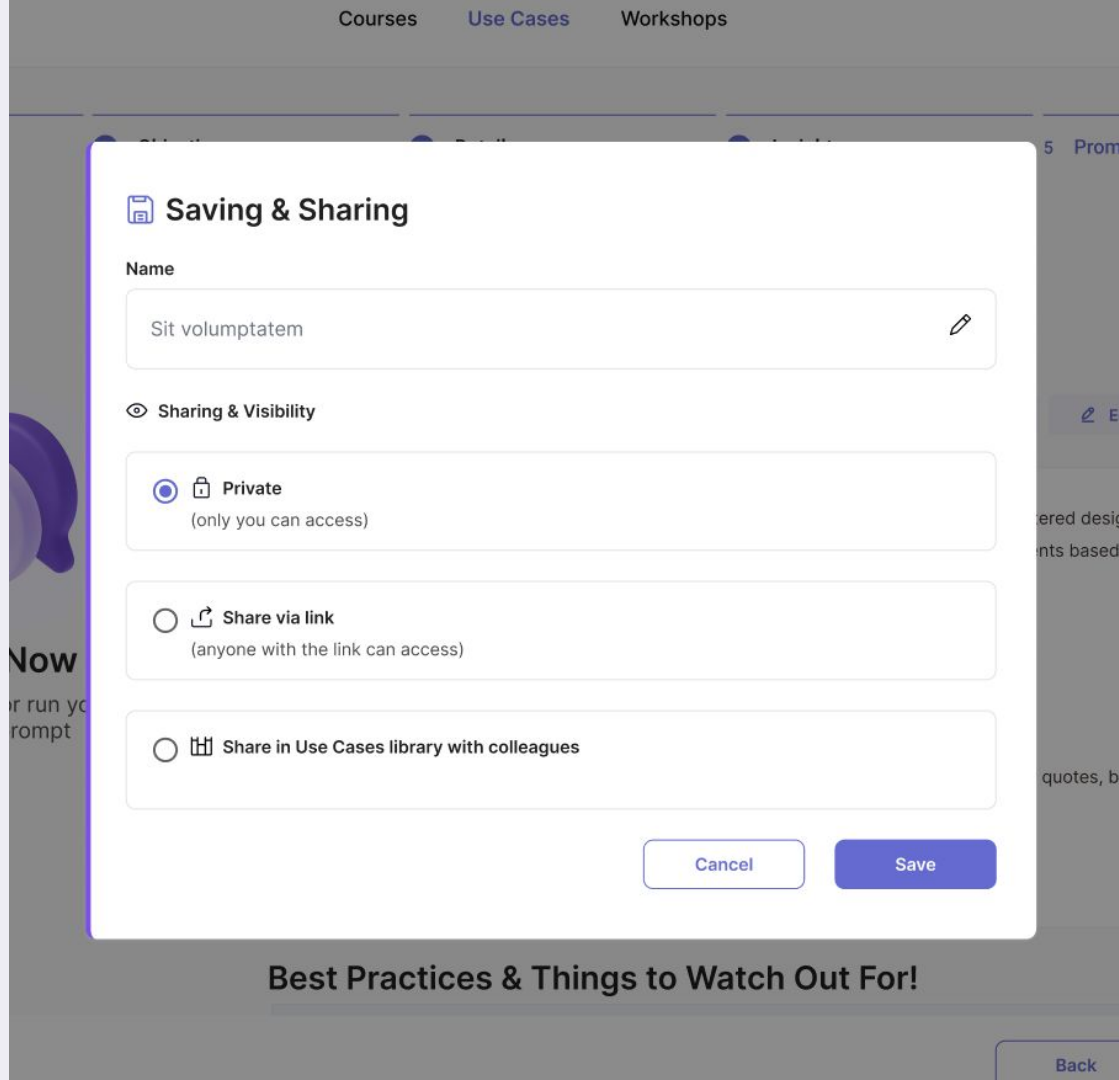 Courses Use Cases Workshops
5 Prom
Saving & Sharing
Name
Sit volumptatem
Sharing & Visibility
Private
(only you can access)
Share via link
(anyone with the link can access)
Share in Use Cases library with colleagues
Cancel Save
Now
or run yo
rompt
E
ered desig
nts based
quotes, b
Best Practices & Things to Watch Out For!
Back